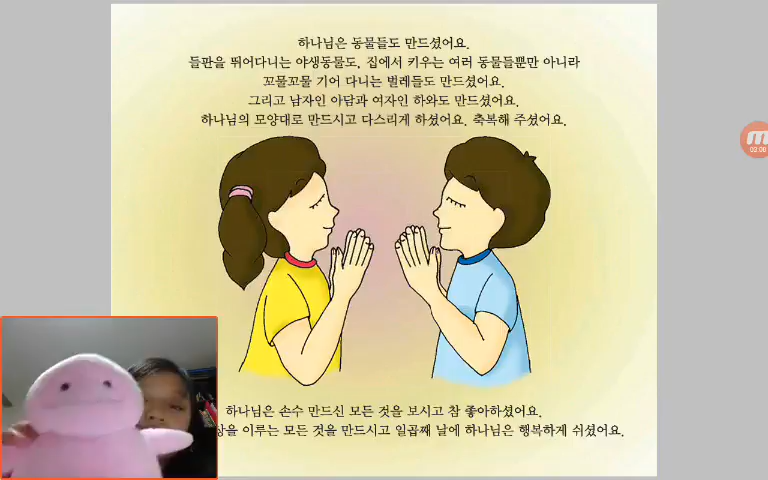 하나님은 동물들도 만드셨어요.
들판을 뛰어다니는 야생동물도, 집에서 키우는 여러 동물들뿐만 아니라
꼬물꼬물 기어 다니는 벌레들도 만드셨어요.
그리고 남자인 아담과 여자인 하와도 만드셨어요.
하나님의 모양대로 만드시고 다스리게 하셨어요. 축복해 주셨어요.
m
02:00
하나님은 손수 만드신 모든 것을 보시고 참 좋아하셨어요.
이루는 모든 것을 만드시고 일곱째 날에 하나님은 행복하게 쉬셨어요.